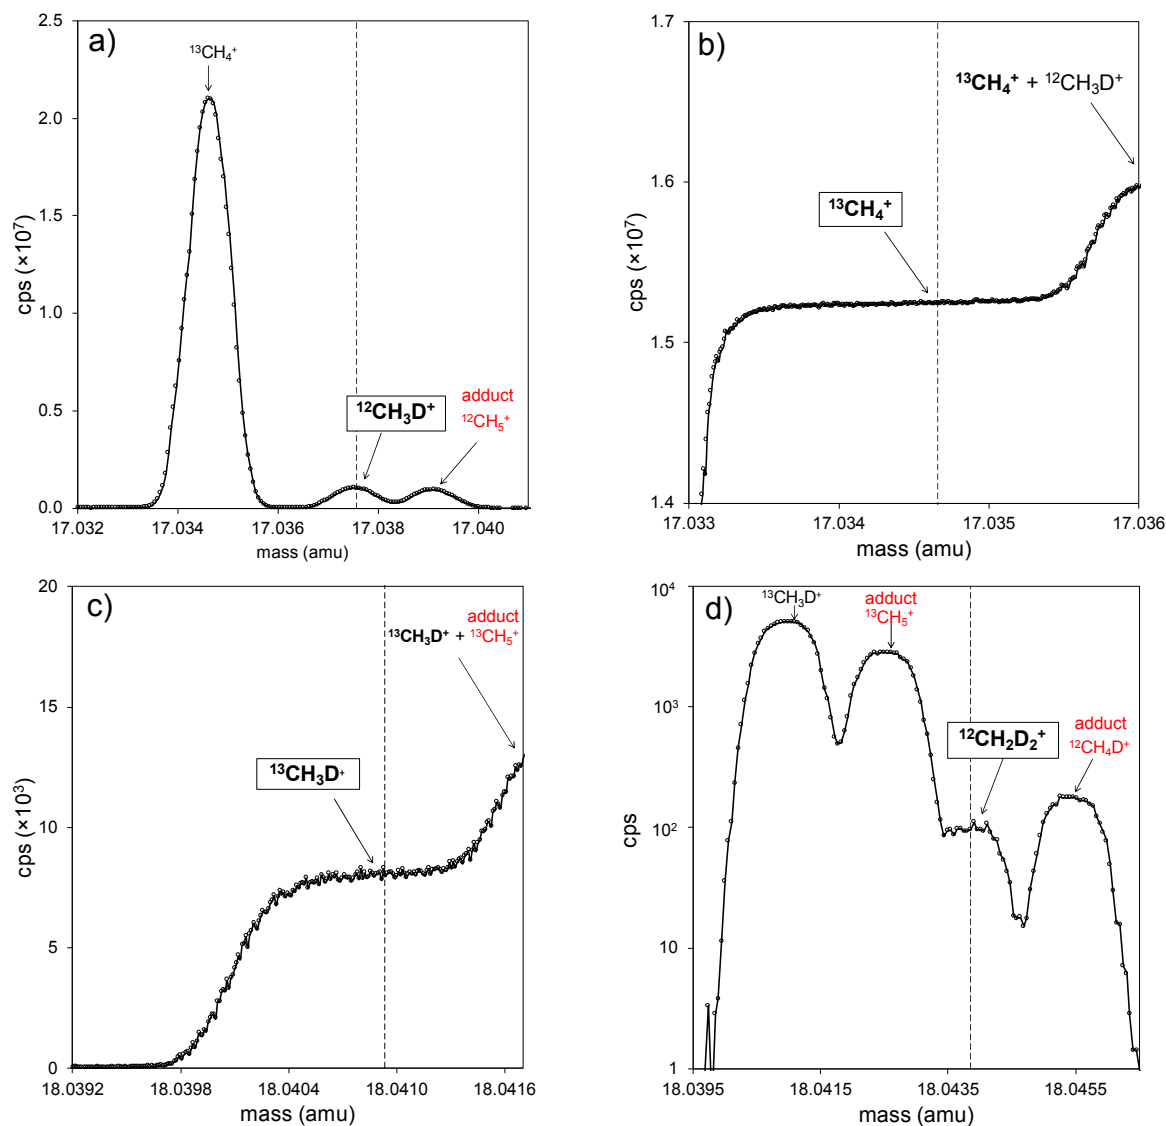 a)
¹³CH₄⁺
2.5
2.0
1.5
1.0
0.5
0.0
cps (×10⁷)
¹²CH₃D⁺
adduct
¹²CH₅⁺
17.032 17.034 17.036 17.038 17.040
mass (amu)
b)
1.7
1.6
1.5
1.4
cps (×10⁷)
¹³CH₄⁺ + ¹²CH₃D⁺
¹³CH₄⁺
17.033 17.034 17.035 17.036
mass (amu)
c)
20
15
10
5
0
cps (×10³)
adduct
¹³CH₃D⁺ + ¹³CH₅⁺
¹³CH₃D⁺
18.0392 18.0398 18.0404 18.0410 18.0416
mass (amu)
d)
10⁴
10³
10²
10
1
cps
¹³CH₃D⁺
adduct
¹³CH₅⁺
¹²CH₂D₂⁺
adduct
¹²CH₄D⁺
18.0395 18.0415 18.0435 18.0455
mass (amu)